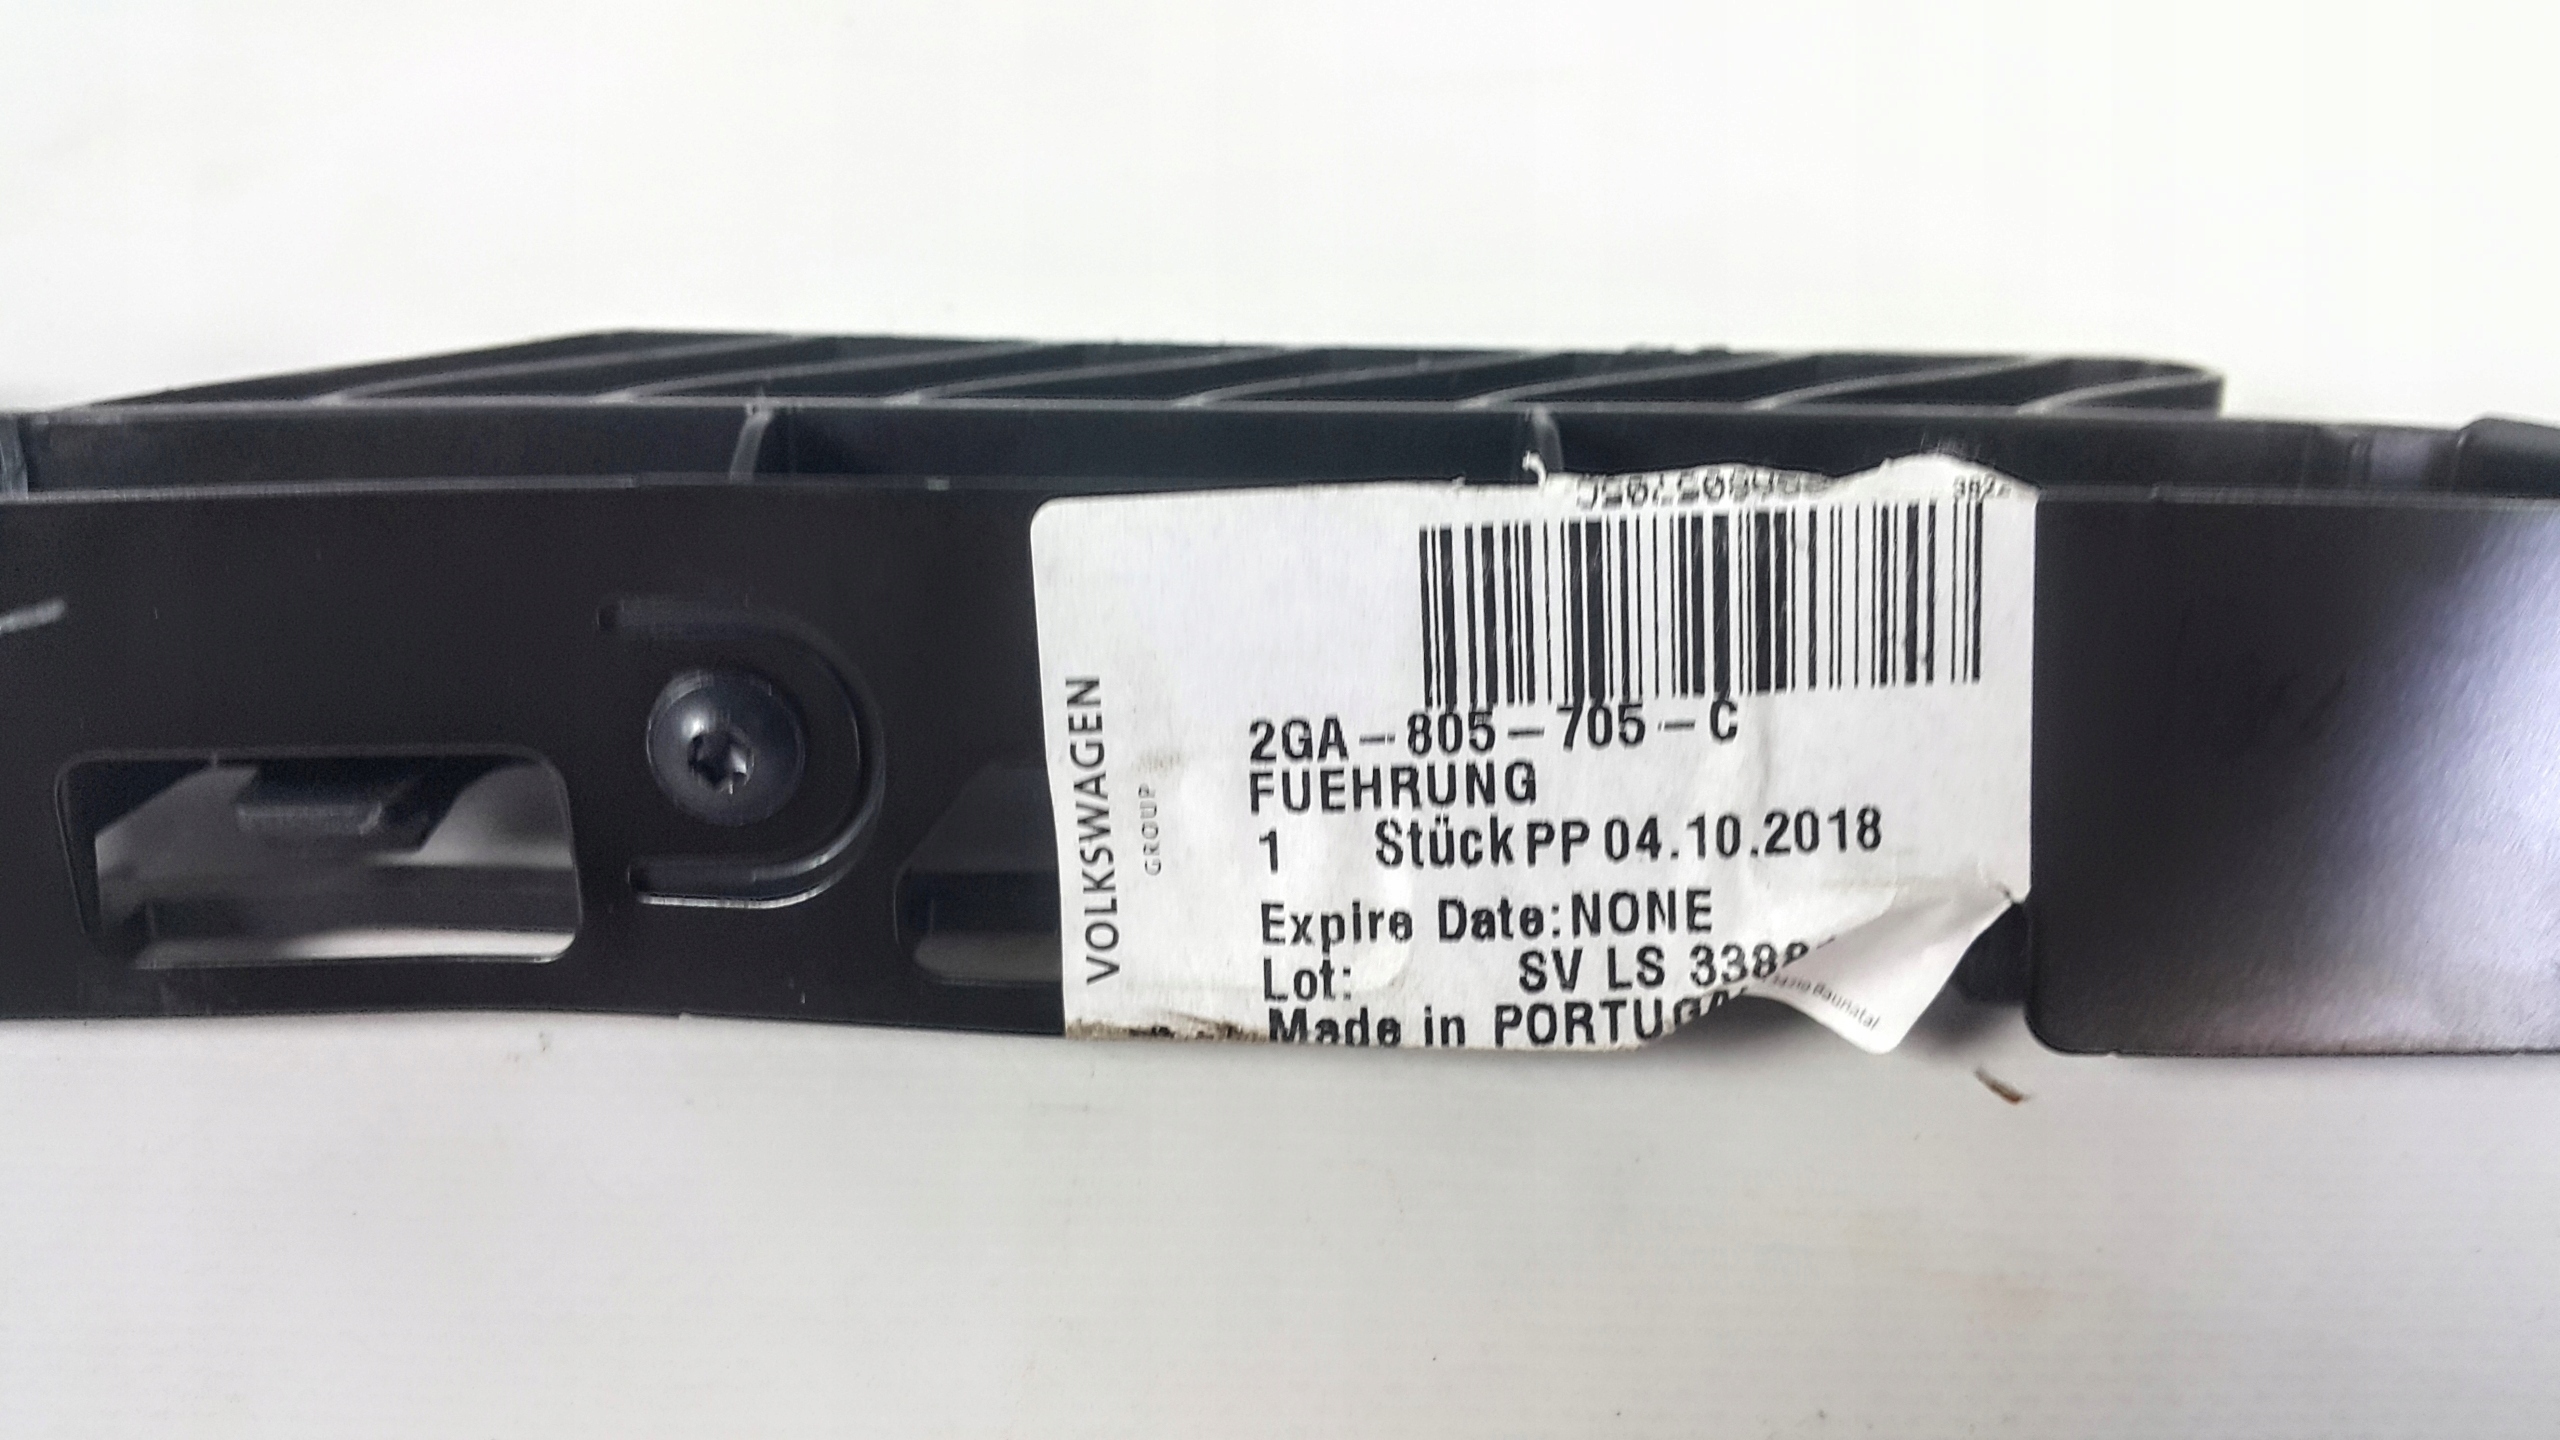 VOLKSWAGEN
GROUP
2GA-805-705-C
FUEHRUNG
1 Stück PP 04.10.2018
Expire Date:NONE
Lot: SV LS
Made in
Baunatal